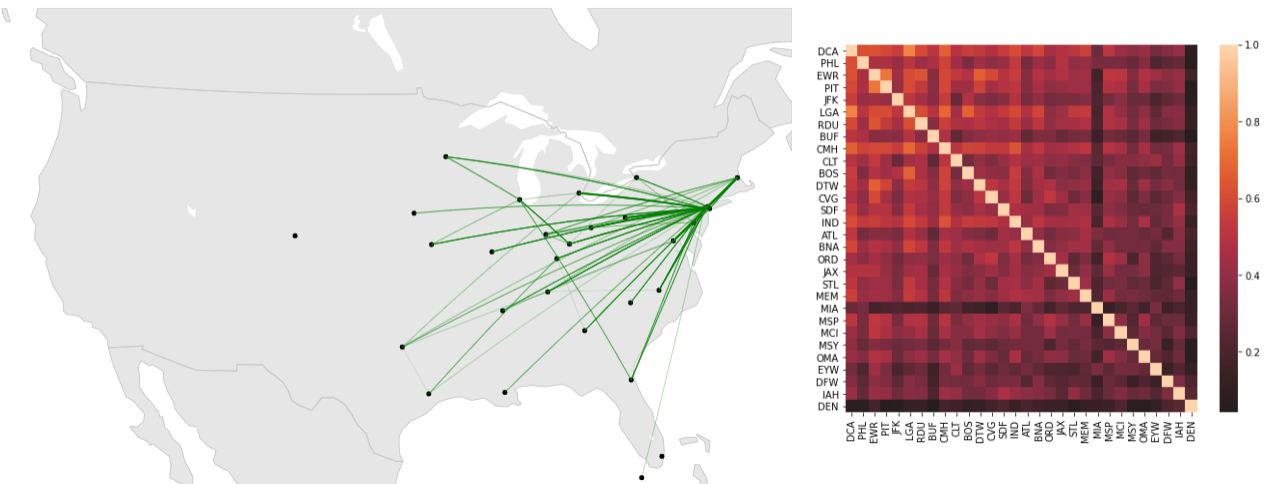 1.0
DCA
PHL
EWR
PIT
JFK
0.8
LGA
RDU
BUF
CMH
CLT
BOS
DTW
0.6
CVG
SDF
IND
ATL
BNA
ORD
0.4
JAX
STL
MEM
MIA
MSP
MCI
0.2
MSY
OMA
EYW
DFW
IAH
DEN
DCA PHL EWR PIT JFK LGA RDU BUF CMH CLT BOS DTW CVG SDF IND ATL BNA ORD JAX STL MEM MIA MSP MCI MSY OMA EYW DFW IAH DEN